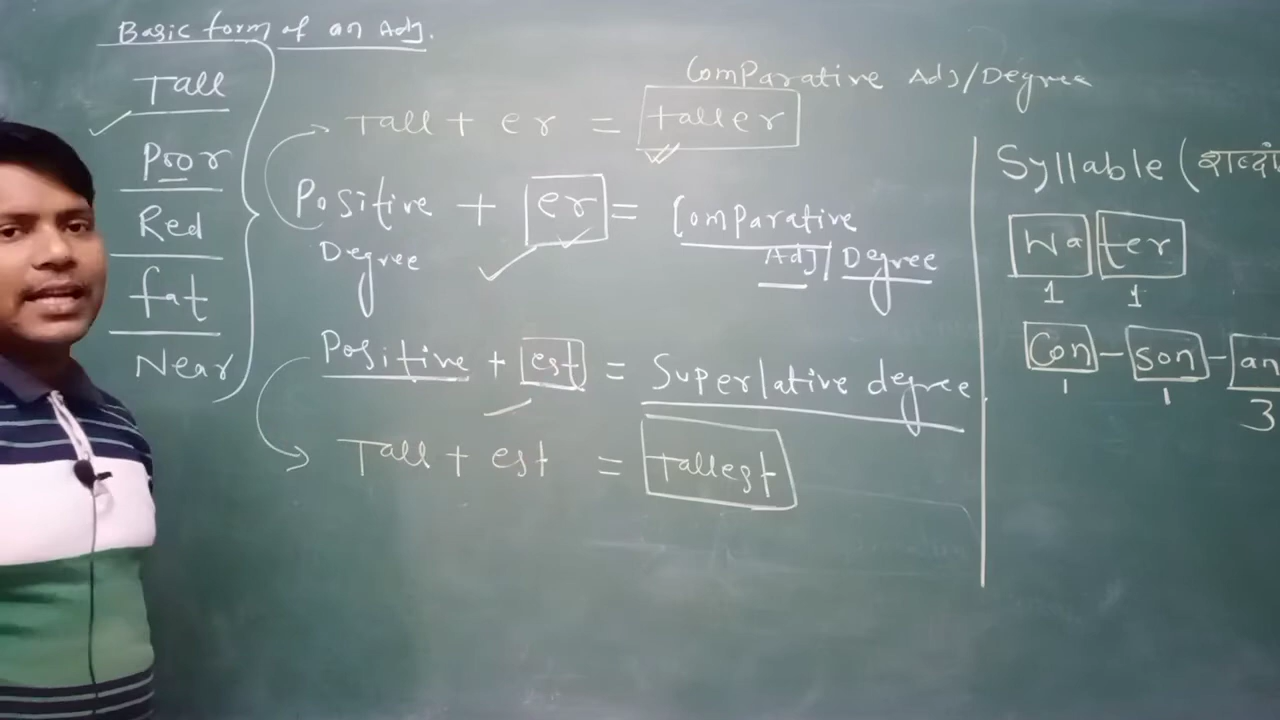 Basic form of an Adj.
Tall
Poor
Red
fat
Near
Comparative Adj/Degree
Tall + er = taller
Positive + er = Comparative
Degree Adj/Degree
Positive + est = Superlative degree
Tall + est = Tallest
Syllable (
Wa ter
1 1
Con - son - an
1 1 3